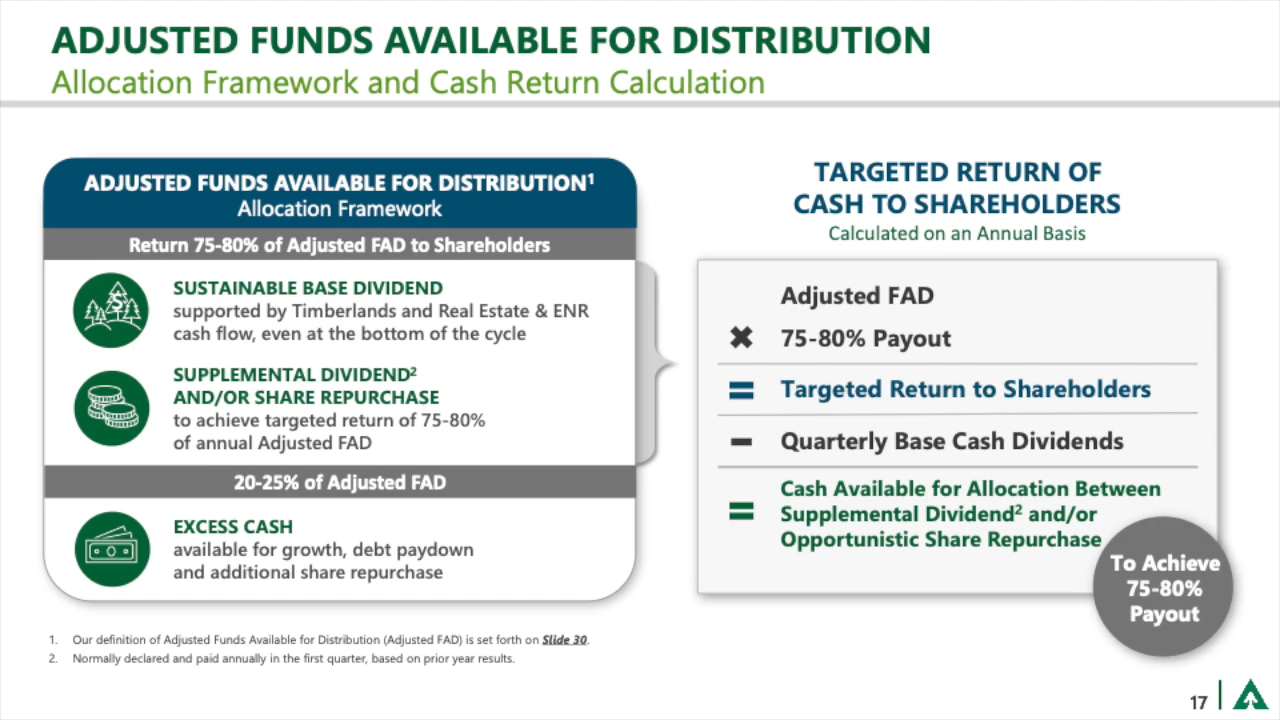 ADJUSTED FUNDS AVAILABLE FOR DISTRIBUTION
Allocation Framework and Cash Return Calculation
ADJUSTED FUNDS AVAILABLE FOR DISTRIBUTION¹
Allocation Framework
Return 75-80% of Adjusted FAD to Shareholders
SUSTAINABLE BASE DIVIDEND
supported by Timberlands and Real Estate & ENR
cash flow, even at the bottom of the cycle
SUPPLEMENTAL DIVIDEND²
AND/OR SHARE REPURCHASE
to achieve targeted return of 75-80%
of annual Adjusted FAD
20-25% of Adjusted FAD
EXCESS CASH
available for growth, debt paydown
and additional share repurchase
TARGETED RETURN OF
CASH TO SHAREHOLDERS
Calculated on an Annual Basis
Adjusted FAD
✖ 75-80% Payout
= Targeted Return to Shareholders
− Quarterly Base Cash Dividends
= Cash Available for Allocation Between
Supplemental Dividend² and/or
Opportunistic Share Repurchase
To Achieve
75-80%
Payout
1. Our definition of Adjusted Funds Available for Distribution (Adjusted FAD) is set forth on Slide 30.
2. Normally declared and paid annually in the first quarter, based on prior year results.
17